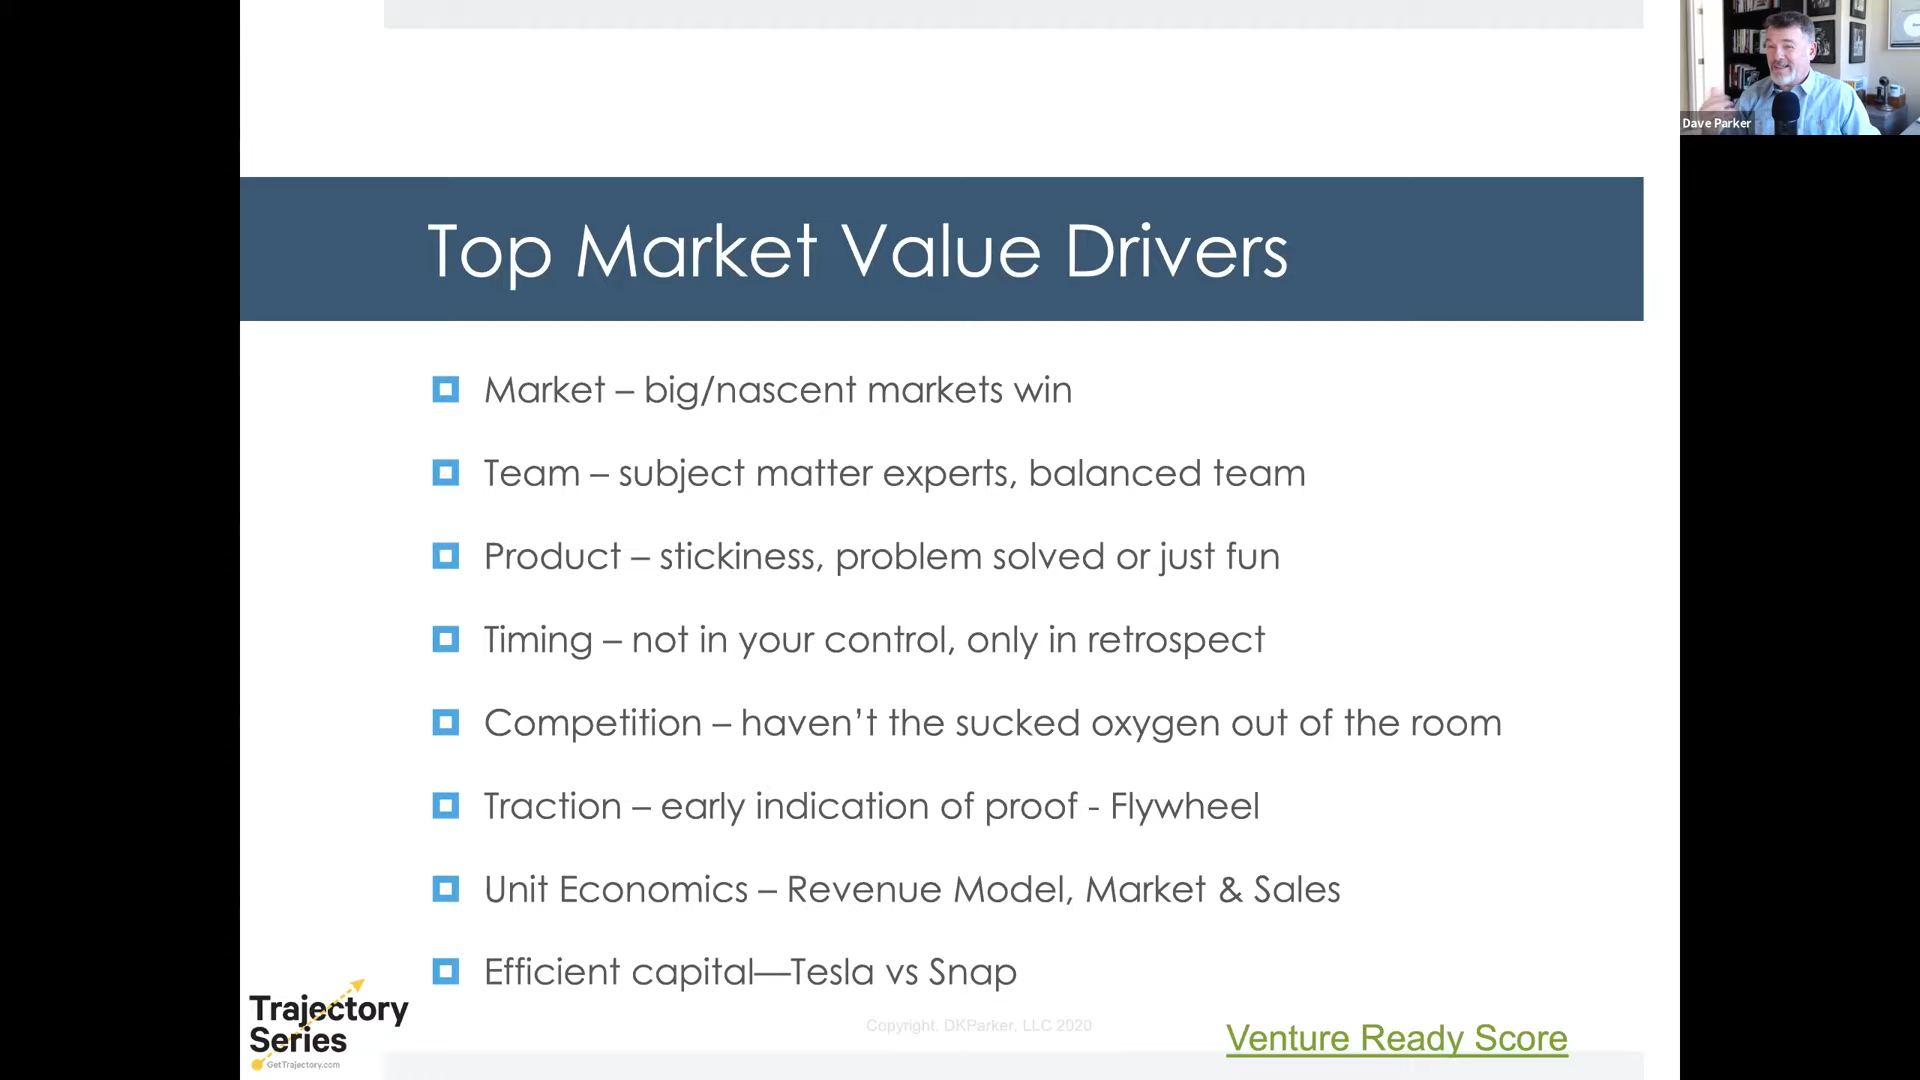 Dave Parker
Top Market Value Drivers
Market – big/nascent markets win
Team – subject matter experts, balanced team
Product – stickiness, problem solved or just fun
Timing – not in your control, only in retrospect
Competition – haven’t the sucked oxygen out of the room
Traction – early indication of proof - Flywheel
Unit Economics – Revenue Model, Market & Sales
Efficient capital—Tesla vs Snap
Trajectory
Series
GetTrajectory.com
Copyright, DKParker, LLC 2020
Venture Ready Score